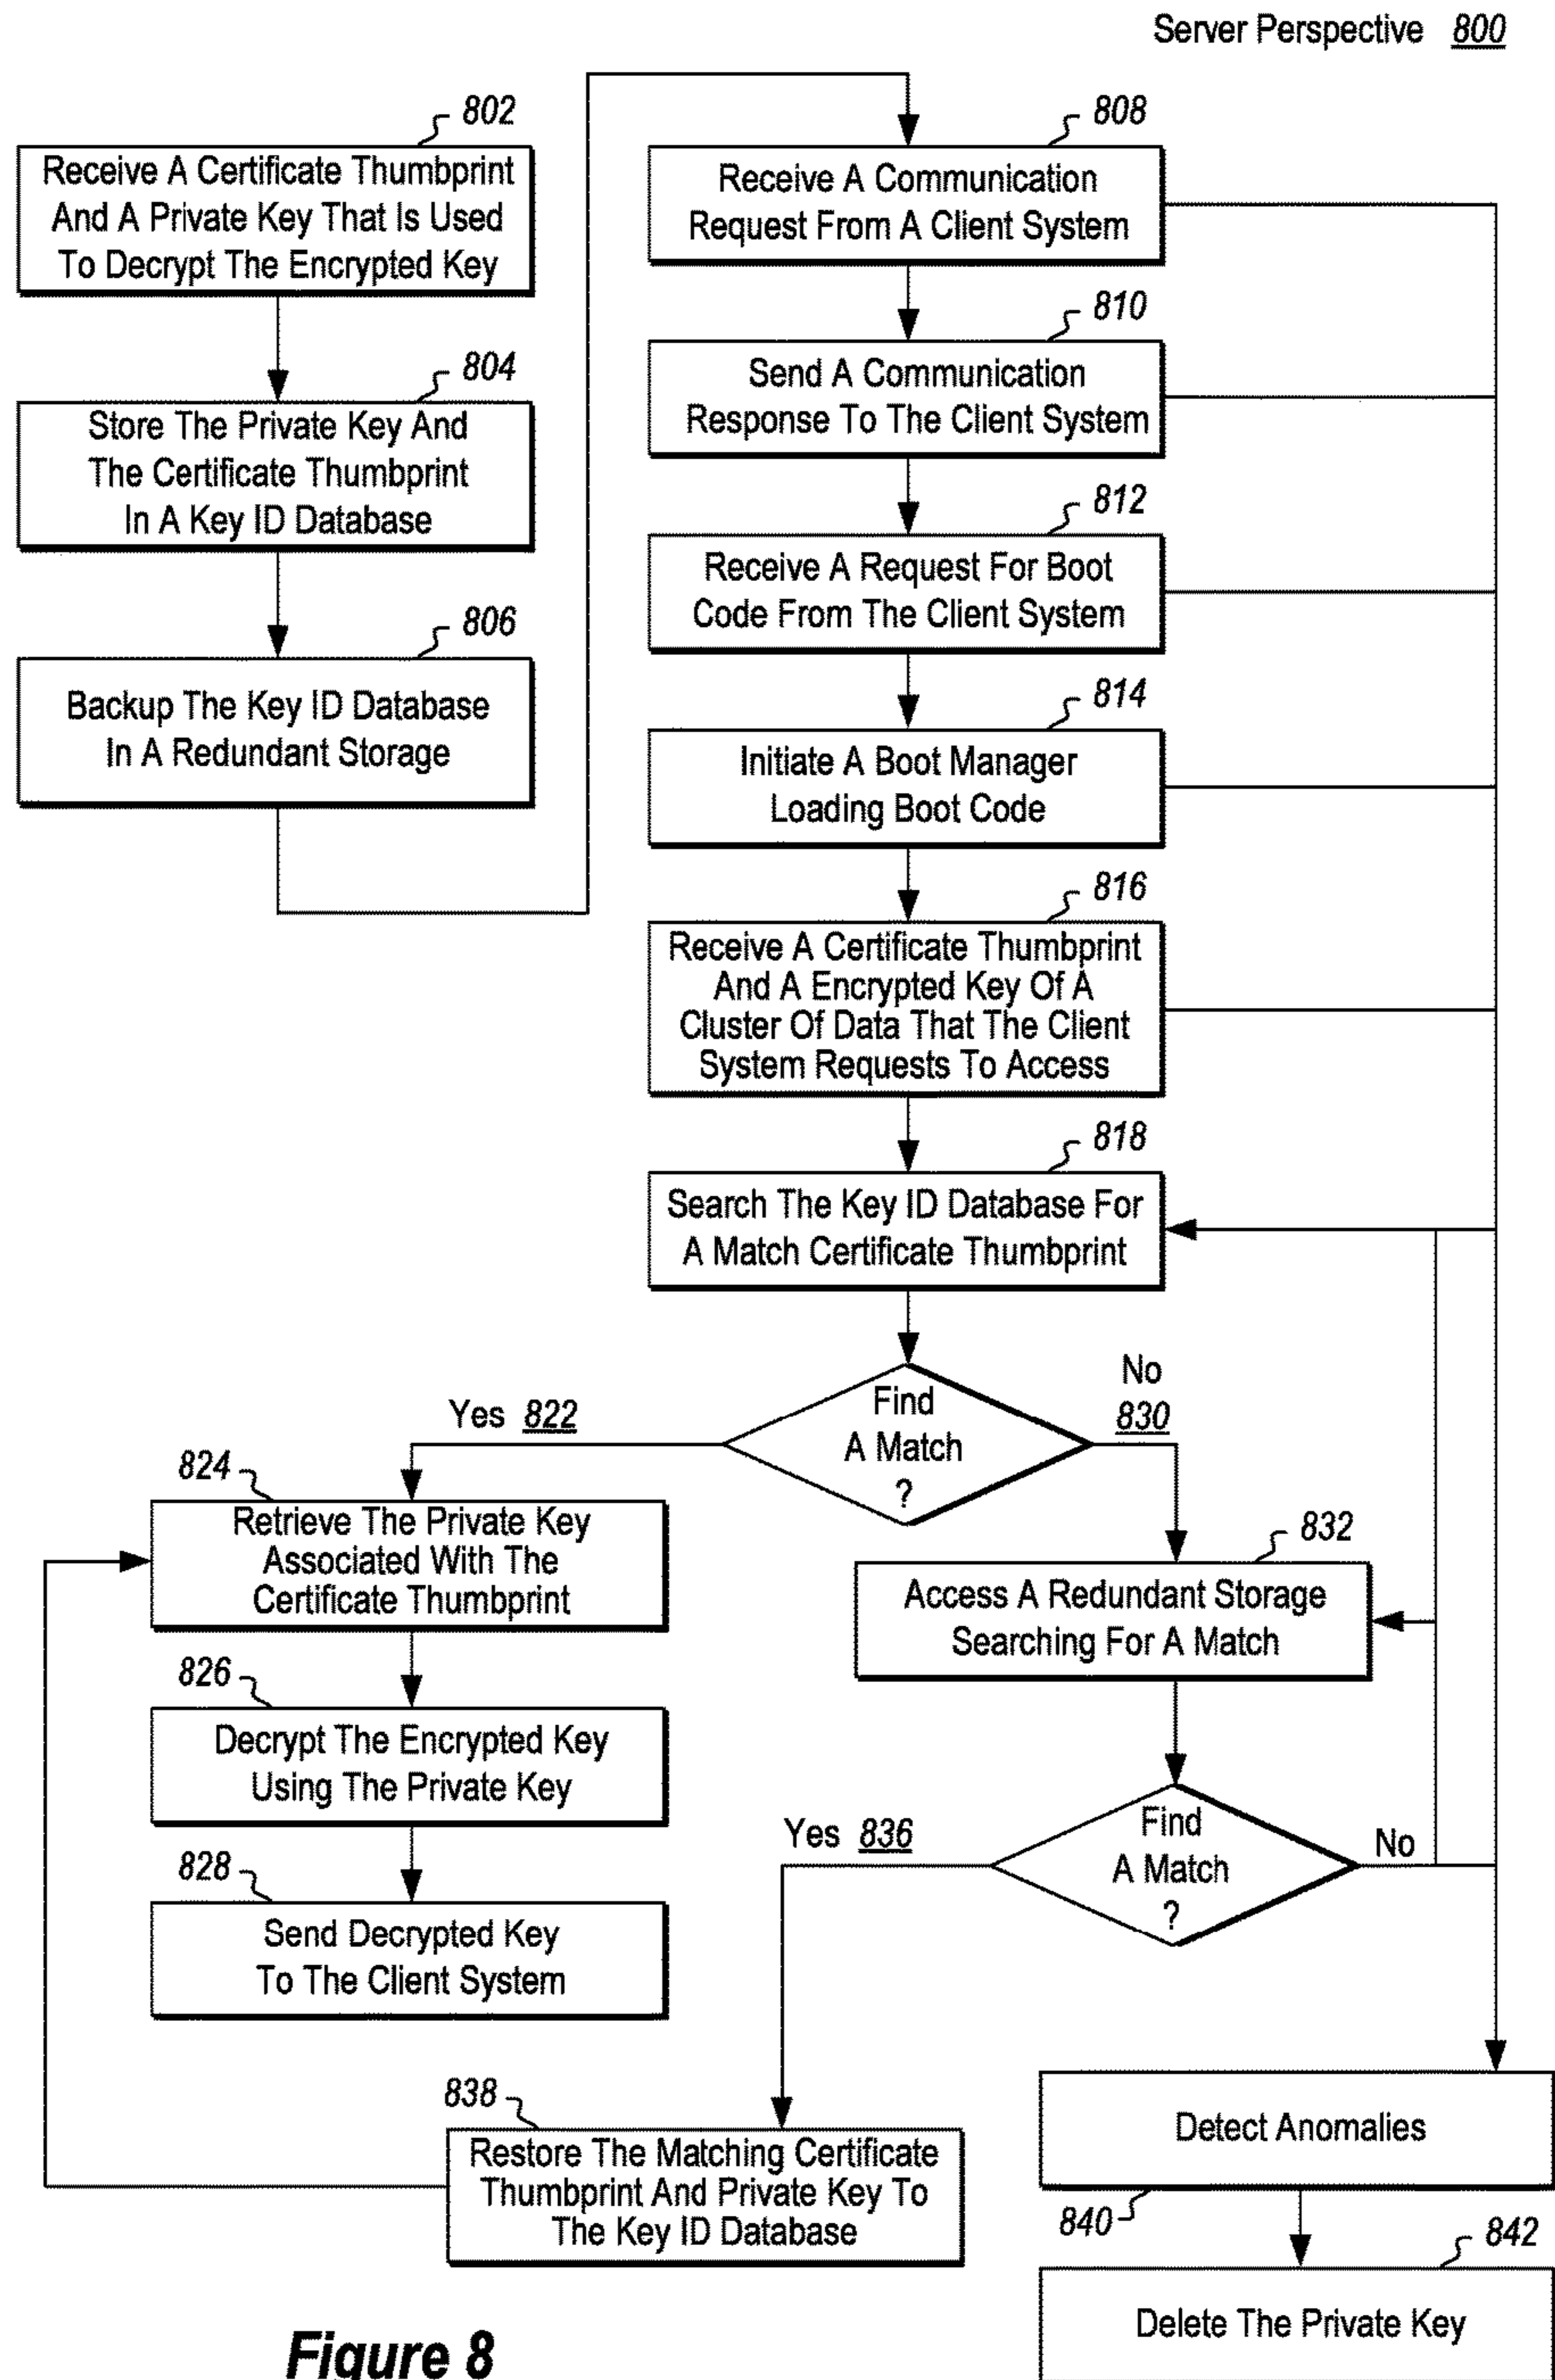 Server Perspective 800
802
Receive A Certificate Thumbprint
And A Private Key That Is Used
To Decrypt The Encrypted Key
804
Store The Private Key And
The Certificate Thumbprint
In A Key ID Database
806
Backup The Key ID Database
In A Redundant Storage
808
Receive A Communication
Request From A Client System
810
Send A Communication
Response To The Client System
812
Receive A Request For Boot
Code From The Client System
814
Initiate A Boot Manager
Loading Boot Code
816
Receive A Certificate Thumbprint
And A Encrypted Key Of A
Cluster Of Data That The Client
System Requests To Access
818
Search The Key ID Database For
A Match Certificate Thumbprint
Find
A Match
?
Yes 822
No
830
824
Retrieve The Private Key
Associated With The
Certificate Thumbprint
826
Decrypt The Encrypted Key
Using The Private Key
828
Send Decrypted Key
To The Client System
832
Access A Redundant Storage
Searching For A Match
Find
A Match
?
Yes 836
No
838
Restore The Matching Certificate
Thumbprint And Private Key To
The Key ID Database
Detect Anomalies
840
842
Delete The Private Key
Figure 8